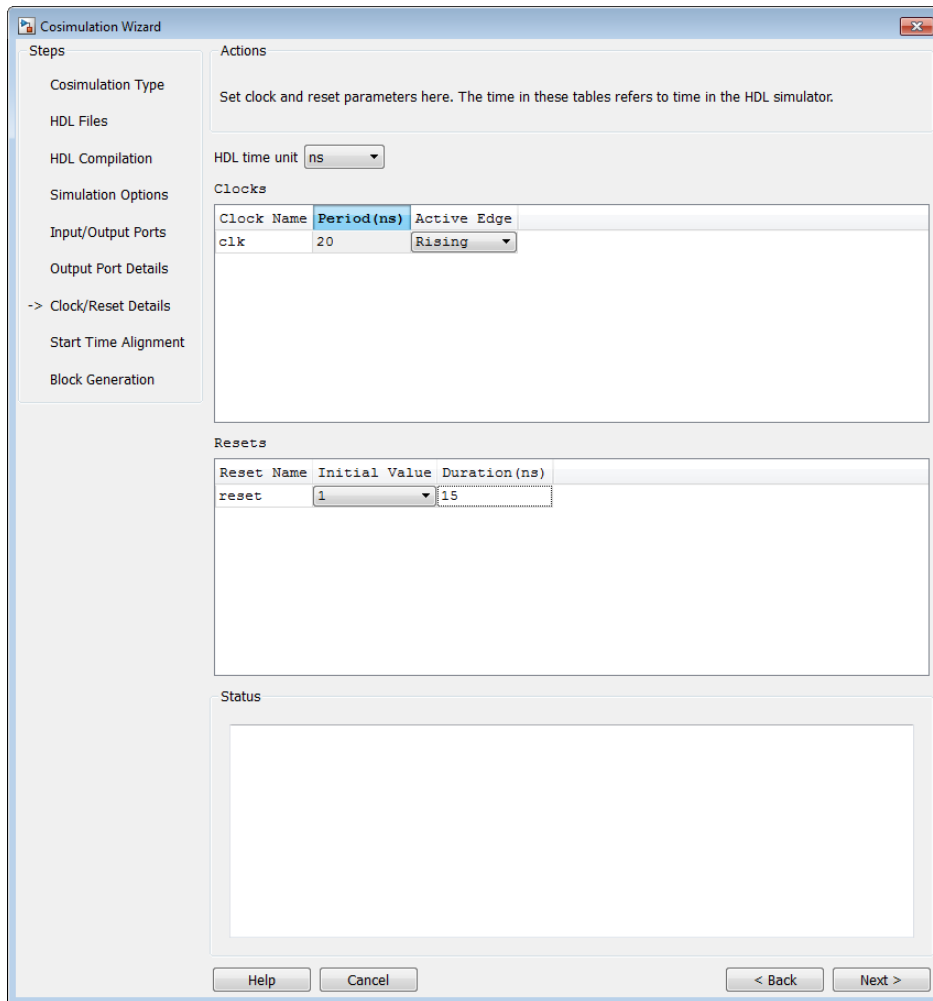 Cosimulation Wizard
Steps
Cosimulation Type
HDL Files
HDL Compilation
Simulation Options
Input/Output Ports
Output Port Details
-> Clock/Reset Details
Start Time Alignment
Block Generation
Actions
Set clock and reset parameters here. The time in these tables refers to time in the HDL simulator.
HDL time unit ns
Clocks
Clock Name Period(ns) Active Edge
clk 20 Rising
Resets
Reset Name Initial Value Duration(ns)
reset 1 15
Status
Help Cancel < Back Next >